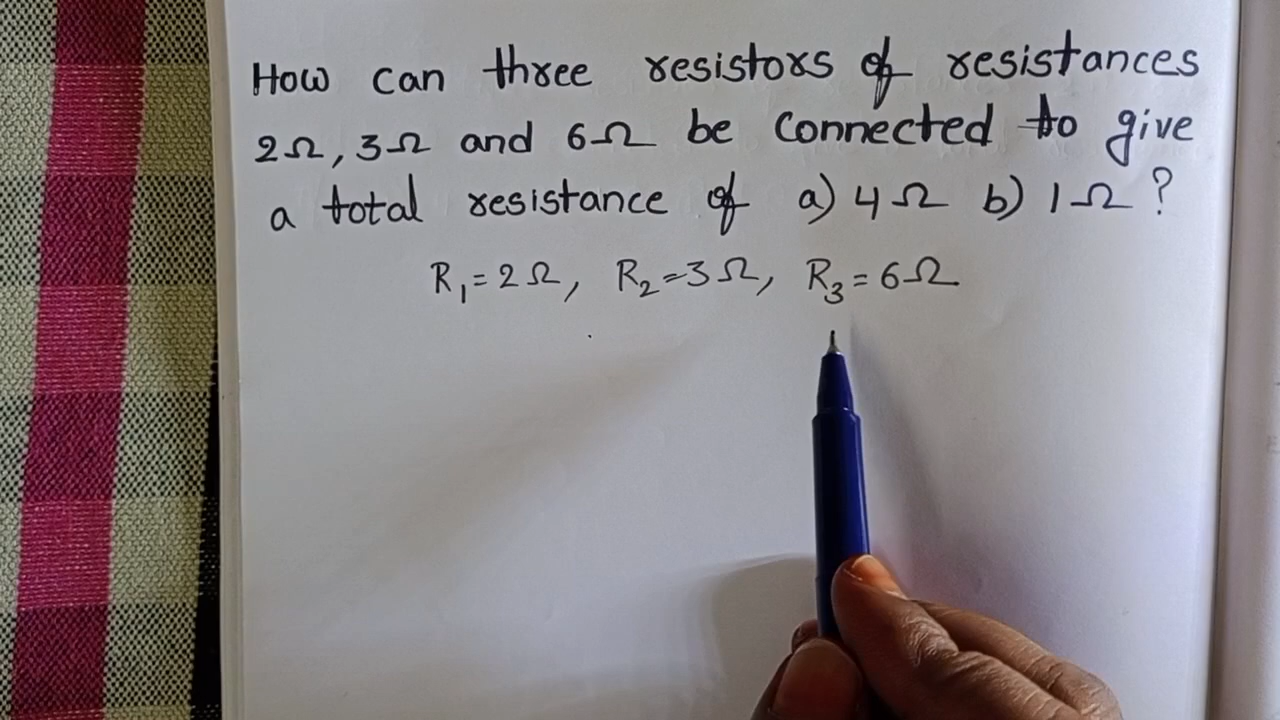 How can three resistors of resistances
2Ω, 3Ω and 6Ω be connected to give
a total resistance of a) 4Ω b) 1Ω ?
R₁ = 2Ω, R₂ = 3Ω, R₃ = 6Ω